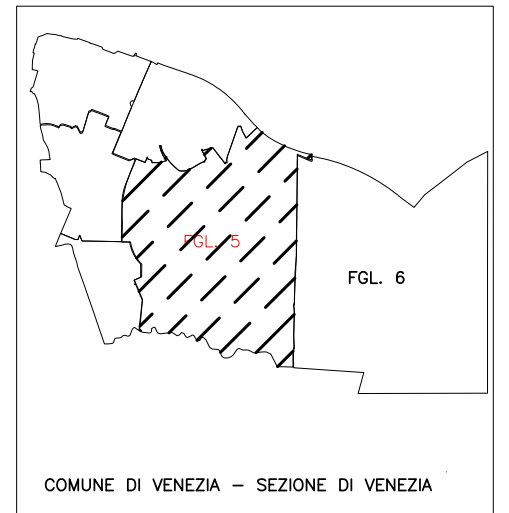 FGL. 5
FGL. 6
COMUNE DI VENEZIA – SEZIONE DI VENEZIA